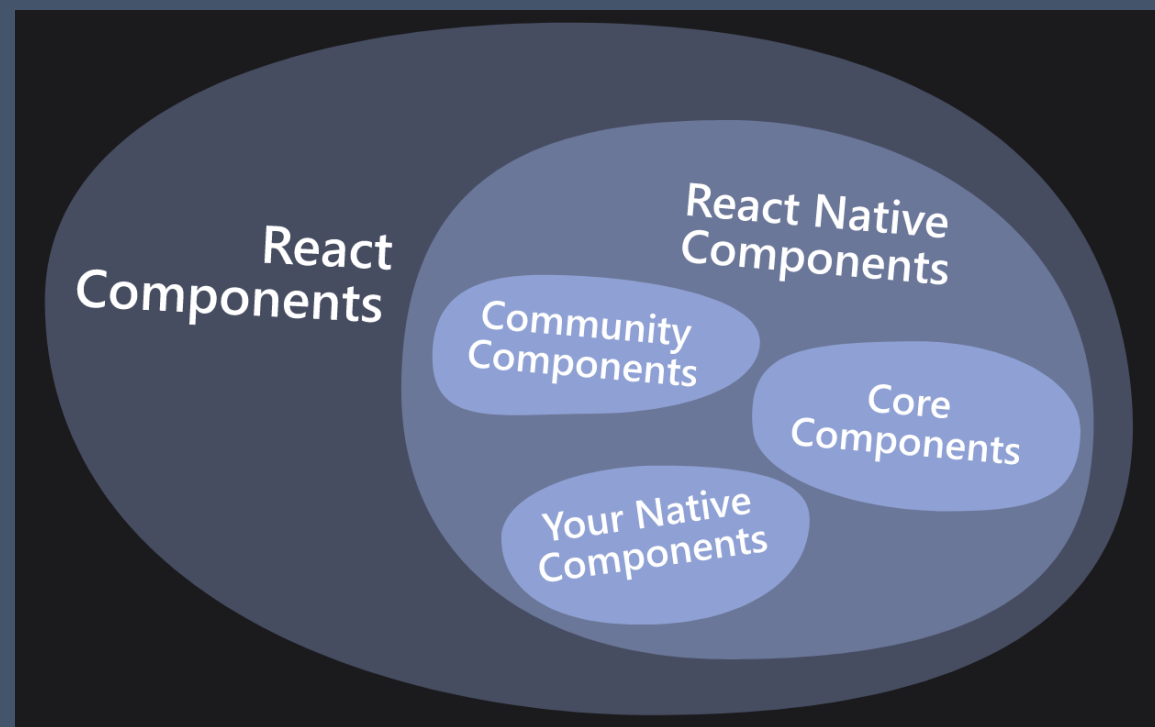 React
Components
React Native
Components
Community
Components
Core
Components
Your Native
Components